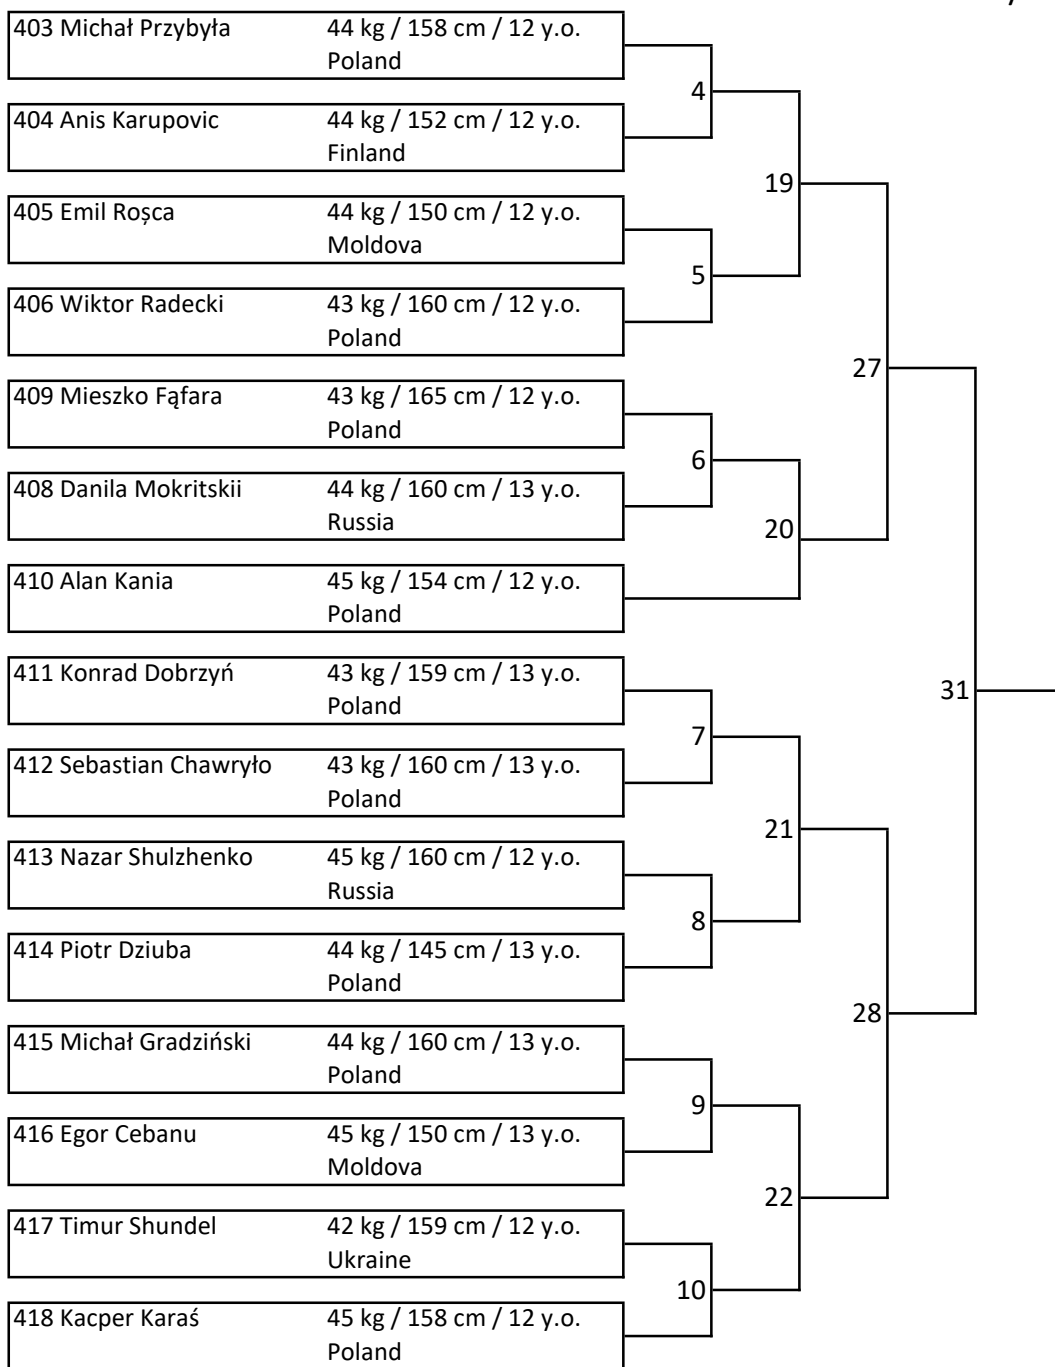 403 Michał Przybyła 44 kg / 158 cm / 12 y.o.
Poland
4
404 Anis Karupovic 44 kg / 152 cm / 12 y.o.
Finland
19
405 Emil Roșca 44 kg / 150 cm / 12 y.o.
Moldova
5
406 Wiktor Radecki 43 kg / 160 cm / 12 y.o.
Poland
27
409 Mieszko Fąfara 43 kg / 165 cm / 12 y.o.
Poland
6
408 Danila Mokritskii 44 kg / 160 cm / 13 y.o.
Russia
20
410 Alan Kania 45 kg / 154 cm / 12 y.o.
Poland
411 Konrad Dobrzyń 43 kg / 159 cm / 13 y.o.
31
Poland
7
412 Sebastian Chawryło 43 kg / 160 cm / 13 y.o.
Poland
21
413 Nazar Shulzhenko 45 kg / 160 cm / 12 y.o.
Russia
8
414 Piotr Dziuba 44 kg / 145 cm / 13 y.o.
Poland
28
415 Michał Gradziński 44 kg / 160 cm / 13 y.o.
Poland
9
416 Egor Cebanu 45 kg / 150 cm / 13 y.o.
Moldova
22
417 Timur Shundel 42 kg / 159 cm / 12 y.o.
Ukraine
10
418 Kacper Karaś 45 kg / 158 cm / 12 y.o.
Poland